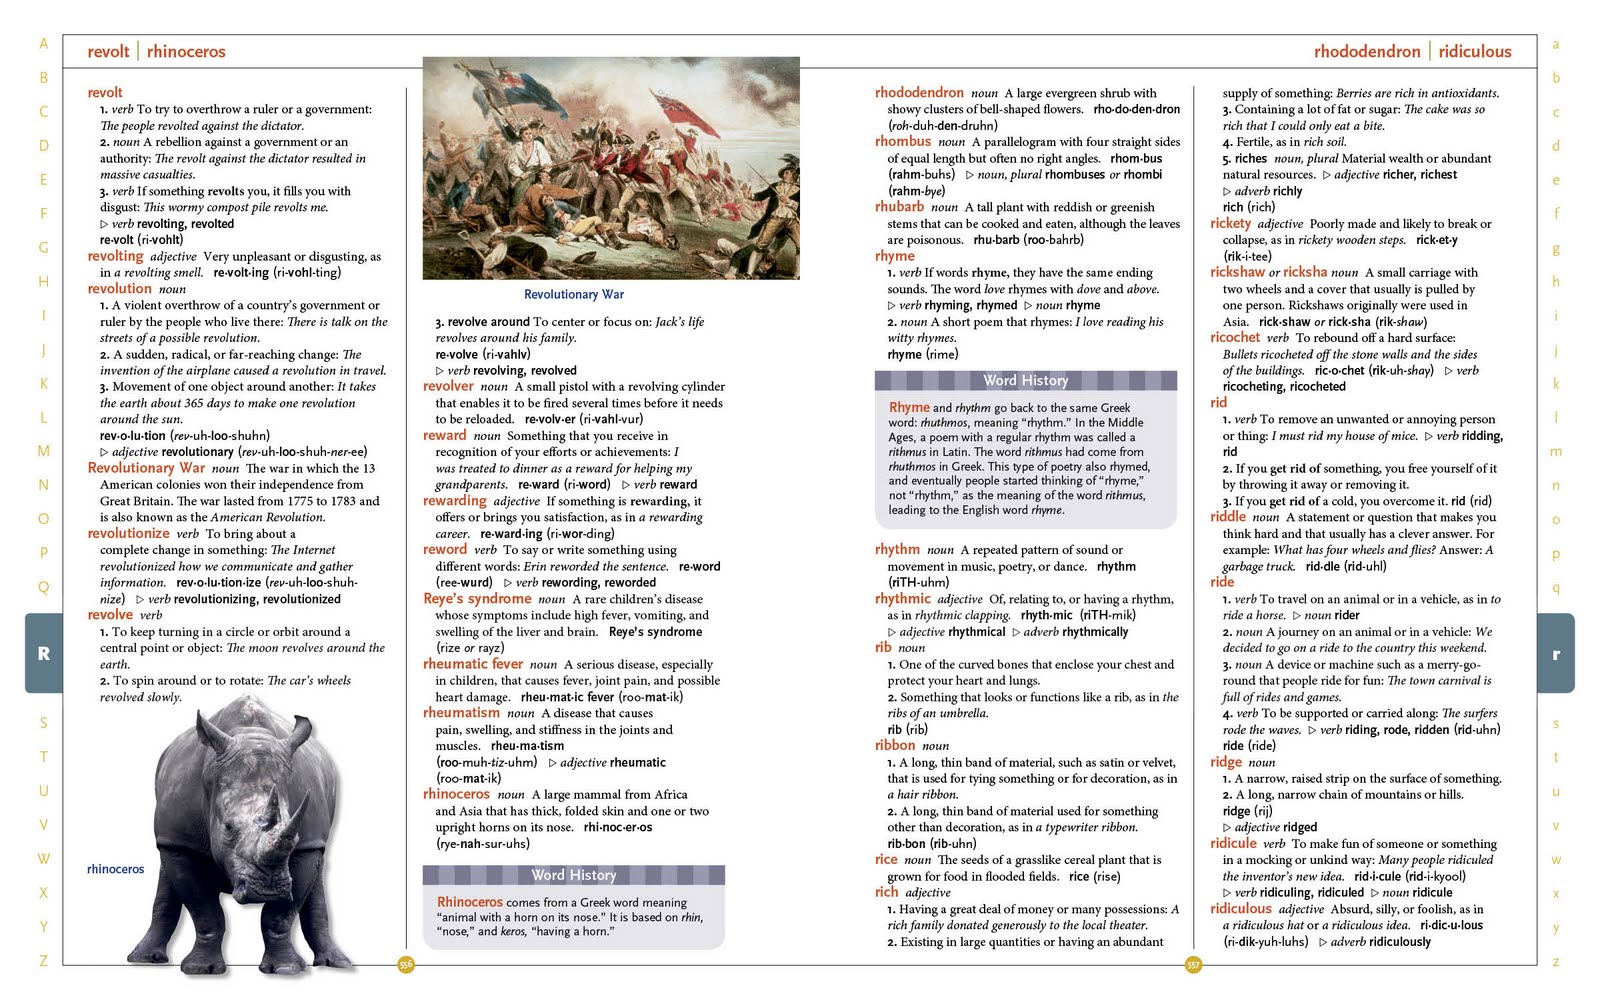 A
B
C
D
E
F
G
H
I
J
K
L
M
N
O
P
Q
R
S
T
U
V
W
X
Y
Z
revolt | rhinoceros
revolt
1. verb To try to overthrow a ruler or a government:
The people revolted against the dictator.
2. noun A rebellion against a government or an
authority: The revolt against the dictator resulted in
massive casualties.
3. verb If something revolts you, it fills you with
disgust: This wormy compost pile revolts me.
▷ verb revolting, revolted
re·volt (ri-vohlt)
revolting adjective Very unpleasant or disgusting, as
in a revolting smell. re·volt·ing (ri-vohl-ting)
revolution noun
1. A violent overthrow of a country's government or
ruler by the people who live there: There is talk on the
streets of a possible revolution.
2. A sudden, radical, or far-reaching change: The
invention of the airplane caused a revolution in travel.
3. Movement of one object around another: It takes
the earth about 365 days to make one revolution
around the sun.
rev·o·lu·tion (rev-uh-loo-shuhn)
▷ adjective revolutionary (rev-uh-loo-shuh-ner-ee)
Revolutionary War noun The war in which the 13
American colonies won their independence from
Great Britain. The war lasted from 1775 to 1783 and
is also known as the American Revolution.
revolutionize verb To bring about a
complete change in something: The Internet
revolutionized how we communicate and gather
information. rev·o·lu·tion·ize (rev-uh-loo-shuh-
nize) ▷ verb revolutionizing, revolutionized
revolve verb
1. To keep turning in a circle or orbit around a
central point or object: The moon revolves around the
earth.
2. To spin around or to rotate: The car's wheels
revolved slowly.
rhinoceros
Revolutionary War
3. revolve around To center or focus on: Jack's life
revolves around his family.
re·volve (ri-vahlv)
▷ verb revolving, revolved
revolver noun A small pistol with a revolving cylinder
that enables it to be fired several times before it needs
to be reloaded. re·volv·er (ri-vahl-vur)
reward noun Something that you receive in
recognition of your efforts or achievements: I
was treated to dinner as a reward for helping my
grandparents. re·ward (ri-word) ▷ verb reward
rewarding adjective If something is rewarding, it
offers or brings you satisfaction, as in a rewarding
career. re·ward·ing (ri-wor-ding)
reword verb To say or write something using
different words: Erin reworded the sentence. re·word
(ree-wurd) ▷ verb rewording, reworded
Reye's syndrome noun A rare children's disease
whose symptoms include high fever, vomiting, and
swelling of the liver and brain. Reye's syndrome
(rize or rayz)
rheumatic fever noun A serious disease, especially
in children, that causes fever, joint pain, and possible
heart damage. rheu·mat·ic fever (roo-mat-ik)
rheumatism noun A disease that causes
pain, swelling, and stiffness in the joints and
muscles. rheu·ma·tism
(roo-muh-tiz-uhm) ▷ adjective rheumatic
(roo-mat-ik)
rhinoceros noun A large mammal from Africa
and Asia that has thick, folded skin and one or two
upright horns on its nose. rhi·noc·er·os
(rye-nah-sur-uhs)
Word History
Rhinoceros comes from a Greek word meaning
“animal with a horn on its nose.” It is based on rhin,
“nose,” and keros, “having a horn.”
556
rhododendron | ridiculous
rhododendron noun A large evergreen shrub with
showy clusters of bell-shaped flowers. rho·do·den·dron
(roh-duh-den-druhn)
rhombus noun A parallelogram with four straight sides
of equal length but often no right angles. rhom·bus
(rahm-buhs) ▷ noun, plural rhombuses or rhombi
(rahm-bye)
rhubarb noun A tall plant with reddish or greenish
stems that can be cooked and eaten, although the leaves
are poisonous. rhu·barb (roo-bahrb)
rhyme
1. verb If words rhyme, they have the same ending
sounds. The word love rhymes with dove and above.
▷ verb rhyming, rhymed ▷ noun rhyme
2. noun A short poem that rhymes: I love reading his
witty rhymes.
rhyme (rime)
Word History
Rhyme and rhythm go back to the same Greek
word: rhuthmos, meaning “rhythm.” In the Middle
Ages, a poem with a regular rhythm was called a
rithmus in Latin. The word rithmus had come from
rhuthmos in Greek. This type of poetry also rhymed,
and eventually people started thinking of “rhyme,”
not “rhythm,” as the meaning of the word rithmus,
leading to the English word rhyme.
rhythm noun A repeated pattern of sound or
movement in music, poetry, or dance. rhythm
(riTH-uhm)
rhythmic adjective Of, relating to, or having a rhythm,
as in rhythmic clapping. rhyth·mic (riTH-mik)
▷ adjective rhythmical ▷ adverb rhythmically
rib noun
1. One of the curved bones that enclose your chest and
protect your heart and lungs.
2. Something that looks or functions like a rib, as in the
ribs of an umbrella.
rib (rib)
ribbon noun
1. A long, thin band of material, such as satin or velvet,
that is used for tying something or for decoration, as in
a hair ribbon.
2. A long, thin band of material used for something
other than decoration, as in a typewriter ribbon.
rib·bon (rib-uhn)
rice noun The seeds of a grasslike cereal plant that is
grown for food in flooded fields. rice (rise)
rich adjective
1. Having a great deal of money or many possessions: A
rich family donated generously to the local theater.
2. Existing in large quantities or having an abundant
supply of something: Berries are rich in antioxidants.
3. Containing a lot of fat or sugar: The cake was so
rich that I could only eat a bite.
4. Fertile, as in rich soil.
5. riches noun, plural Material wealth or abundant
natural resources. ▷ adjective richer, richest
▷ adverb richly
rich (rich)
rickety adjective Poorly made and likely to break or
collapse, as in rickety wooden steps. rick·et·y
(rik-i-tee)
rickshaw or ricksha noun A small carriage with
two wheels and a cover that usually is pulled by
one person. Rickshaws originally were used in
Asia. rick·shaw or rick·sha (rik-shaw)
ricochet verb To rebound off a hard surface:
Bullets ricocheted off the stone walls and the sides
of the buildings. ric·o·chet (rik-uh-shay) ▷ verb
ricocheting, ricocheted
rid
1. verb To remove an unwanted or annoying person
or thing: I must rid my house of mice. ▷ verb ridding,
rid
2. If you get rid of something, you free yourself of it
by throwing it away or removing it.
3. If you get rid of a cold, you overcome it. rid (rid)
riddle noun A statement or question that makes you
think hard and that usually has a clever answer. For
example: What has four wheels and flies? Answer: A
garbage truck. rid·dle (rid-uhl)
ride
1. verb To travel on an animal or in a vehicle, as in to
ride a horse. ▷ noun rider
2. noun A journey on an animal or in a vehicle: We
decided to go on a ride to the country this weekend.
3. noun A device or machine such as a merry-go-
round that people ride for fun: The town carnival is
full of rides and games.
4. verb To be supported or carried along: The surfers
rode the waves. ▷ verb riding, rode, ridden (rid-uhn)
ride (ride)
ridge noun
1. A narrow, raised strip on the surface of something.
2. A long, narrow chain of mountains or hills.
ridge (rij)
▷ adjective ridged
ridicule verb To make fun of someone or something
in a mocking or unkind way: Many people ridiculed
the inventor's new idea. rid·i·cule (rid-i-kyool)
▷ verb ridiculing, ridiculed ▷ noun ridicule
ridiculous adjective Absurd, silly, or foolish, as in
a ridiculous hat or a ridiculous idea. ri·dic·u·lous
(ri-dik-yuh-luhs) ▷ adverb ridiculously
557
a
b
c
d
e
f
g
h
i
j
k
l
m
n
o
p
q
r
s
t
u
v
w
x
y
z